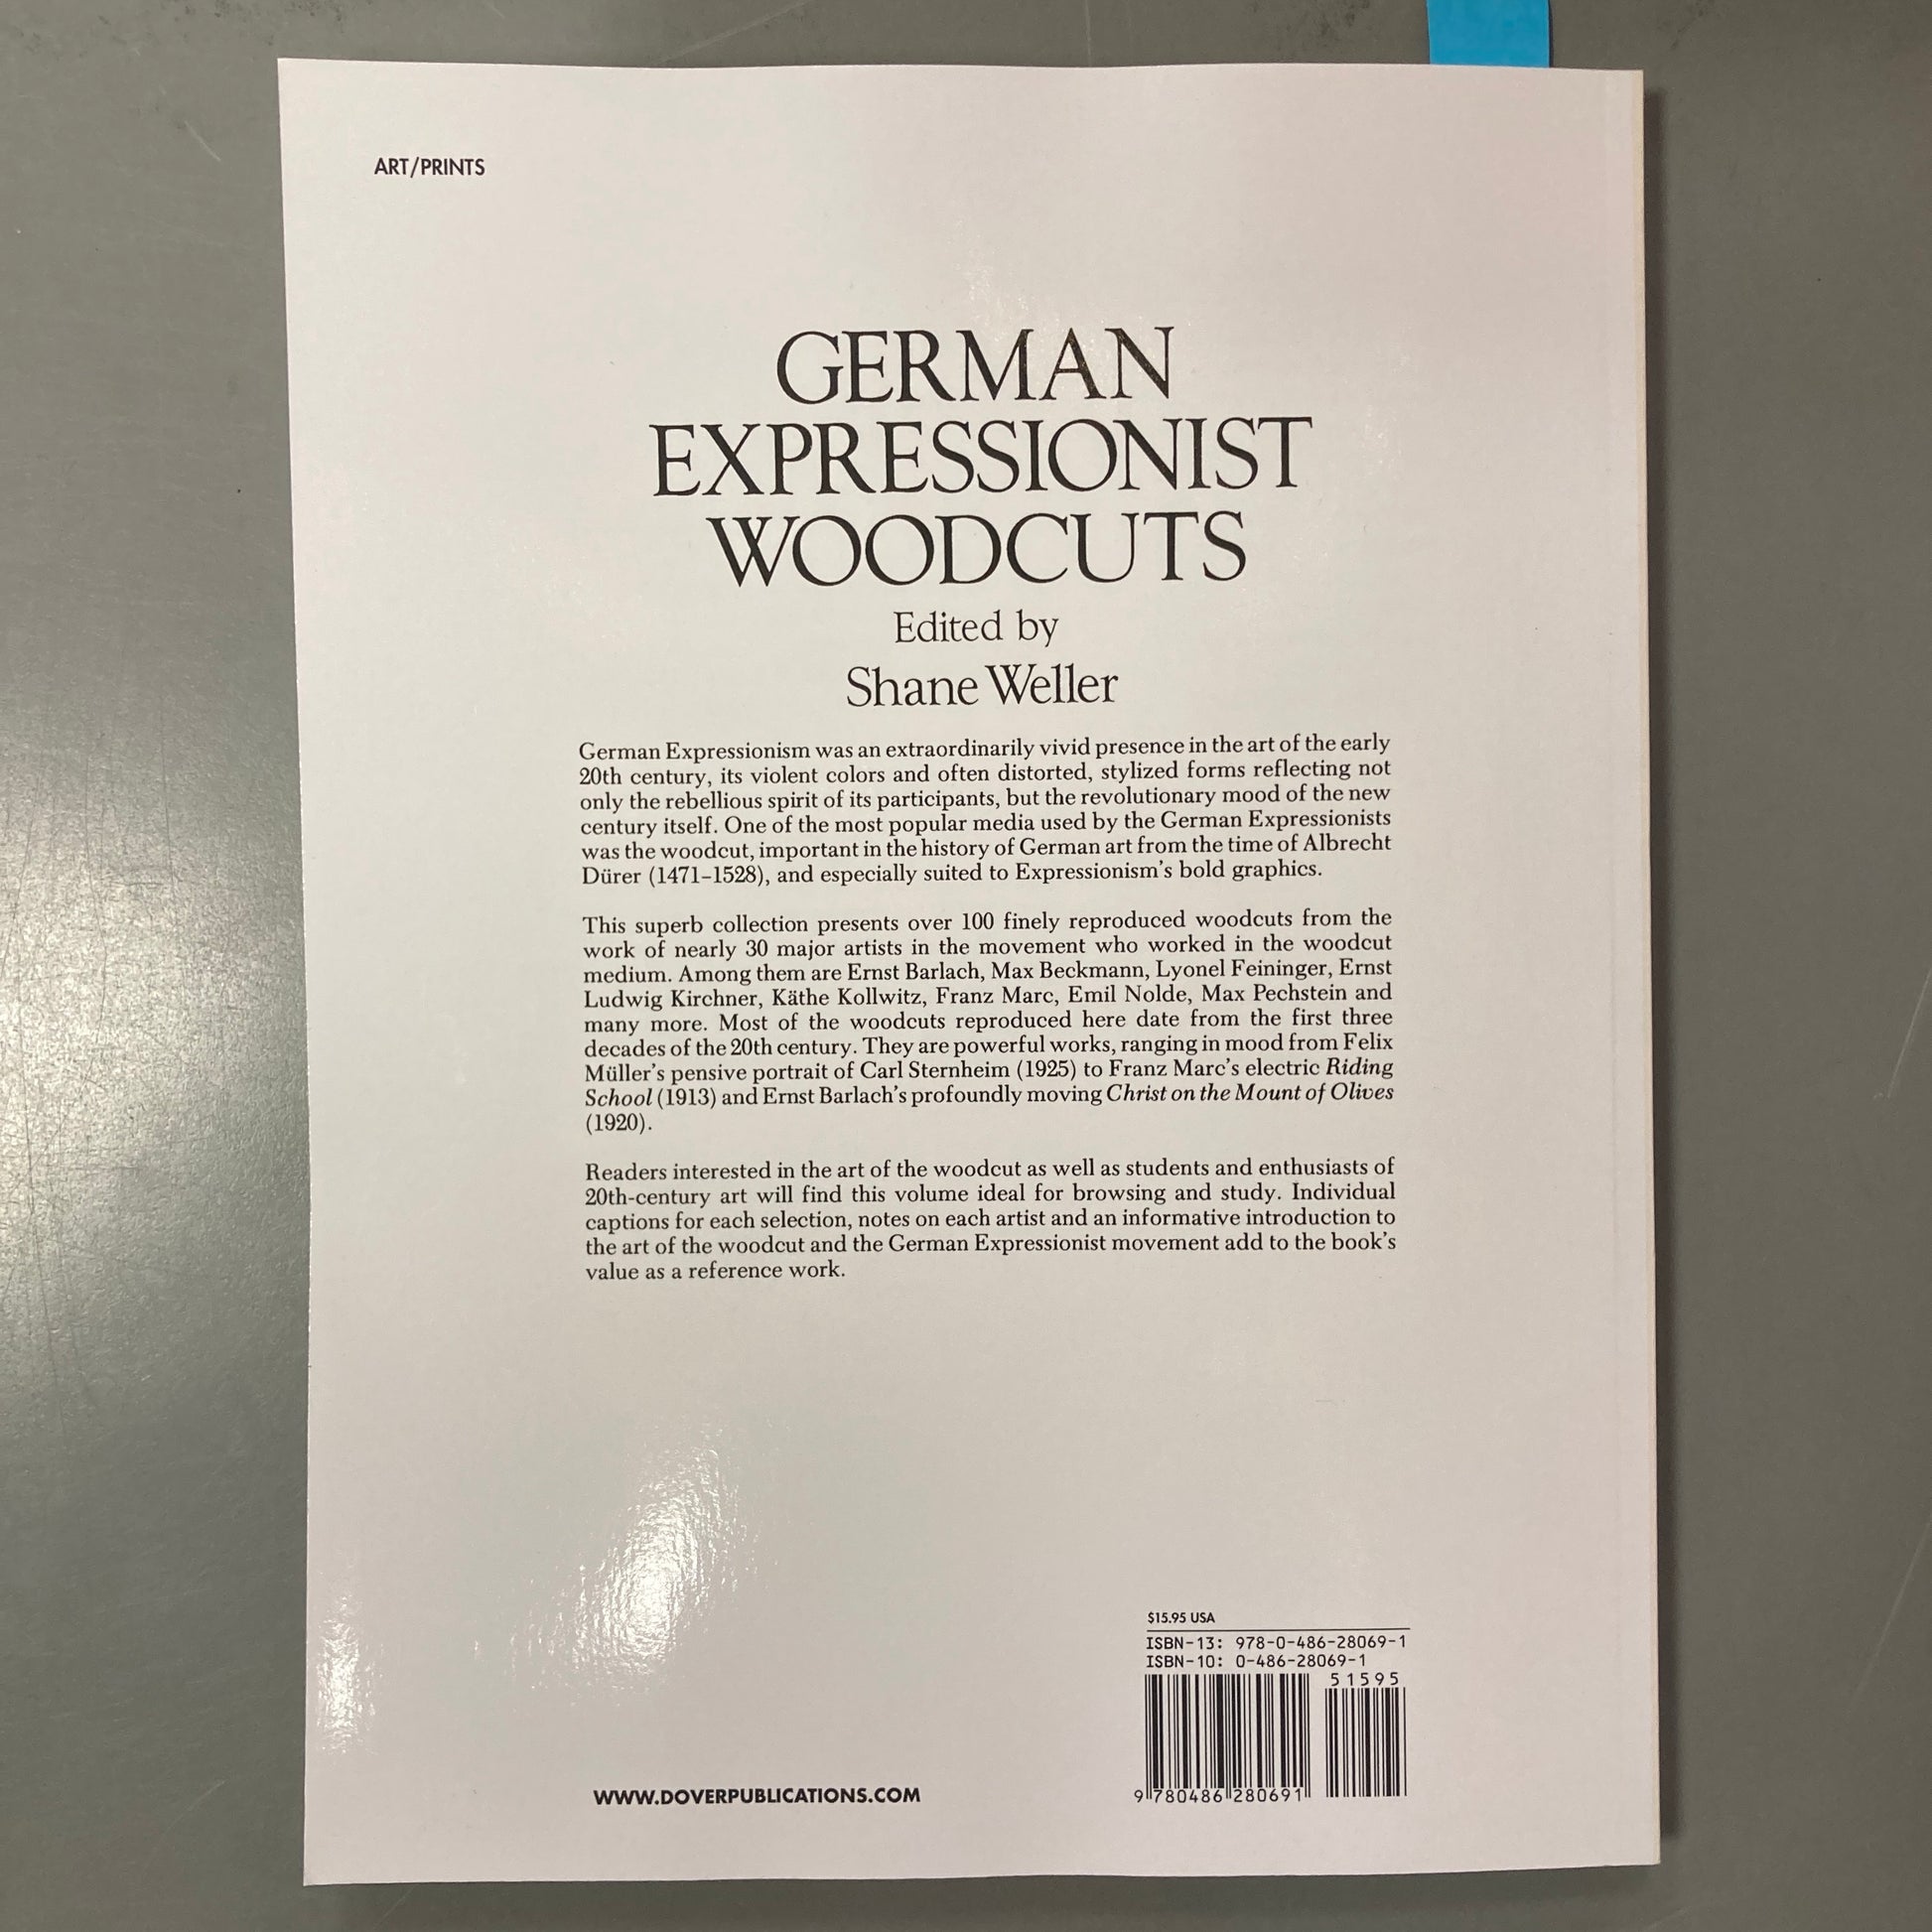 ART/PRINTS
GERMAN
EXPRESSIONIST
WOODCUTS
Edited by
Shane Weller
German Expressionism was an extraordinarily vivid presence in the art of the early
20th century, its violent colors and often distorted, stylized forms reflecting not
only the rebellious spirit of its participants, but the revolutionary mood of the new
century itself. One of the most popular media used by the German Expressionists
was the woodcut, important in the history of German art from the time of Albrecht
Dürer (1471–1528), and especially suited to Expressionism's bold graphics.
This superb collection presents over 100 finely reproduced woodcuts from the
work of nearly 30 major artists in the movement who worked in the woodcut
medium. Among them are Ernst Barlach, Max Beckmann, Lyonel Feininger, Ernst
Ludwig Kirchner, Käthe Kollwitz, Franz Marc, Emil Nolde, Max Pechstein and
many more. Most of the woodcuts reproduced here date from the first three
decades of the 20th century. They are powerful works, ranging in mood from Felix
Müller's pensive portrait of Carl Sternheim (1925) to Franz Marc's electric Riding
School (1913) and Ernst Barlach's profoundly moving Christ on the Mount of Olives
(1920).
Readers interested in the art of the woodcut as well as students and enthusiasts of
20th-century art will find this volume ideal for browsing and study. Individual
captions for each selection, notes on each artist and an informative introduction to
the art of the woodcut and the German Expressionist movement add to the book's
value as a reference work.
$15.95 USA
ISBN-13: 978-0-486-28069-1
ISBN-10: 0-486-28069-1
51595
9 780486 280691
WWW.DOVERPUBLICATIONS.COM